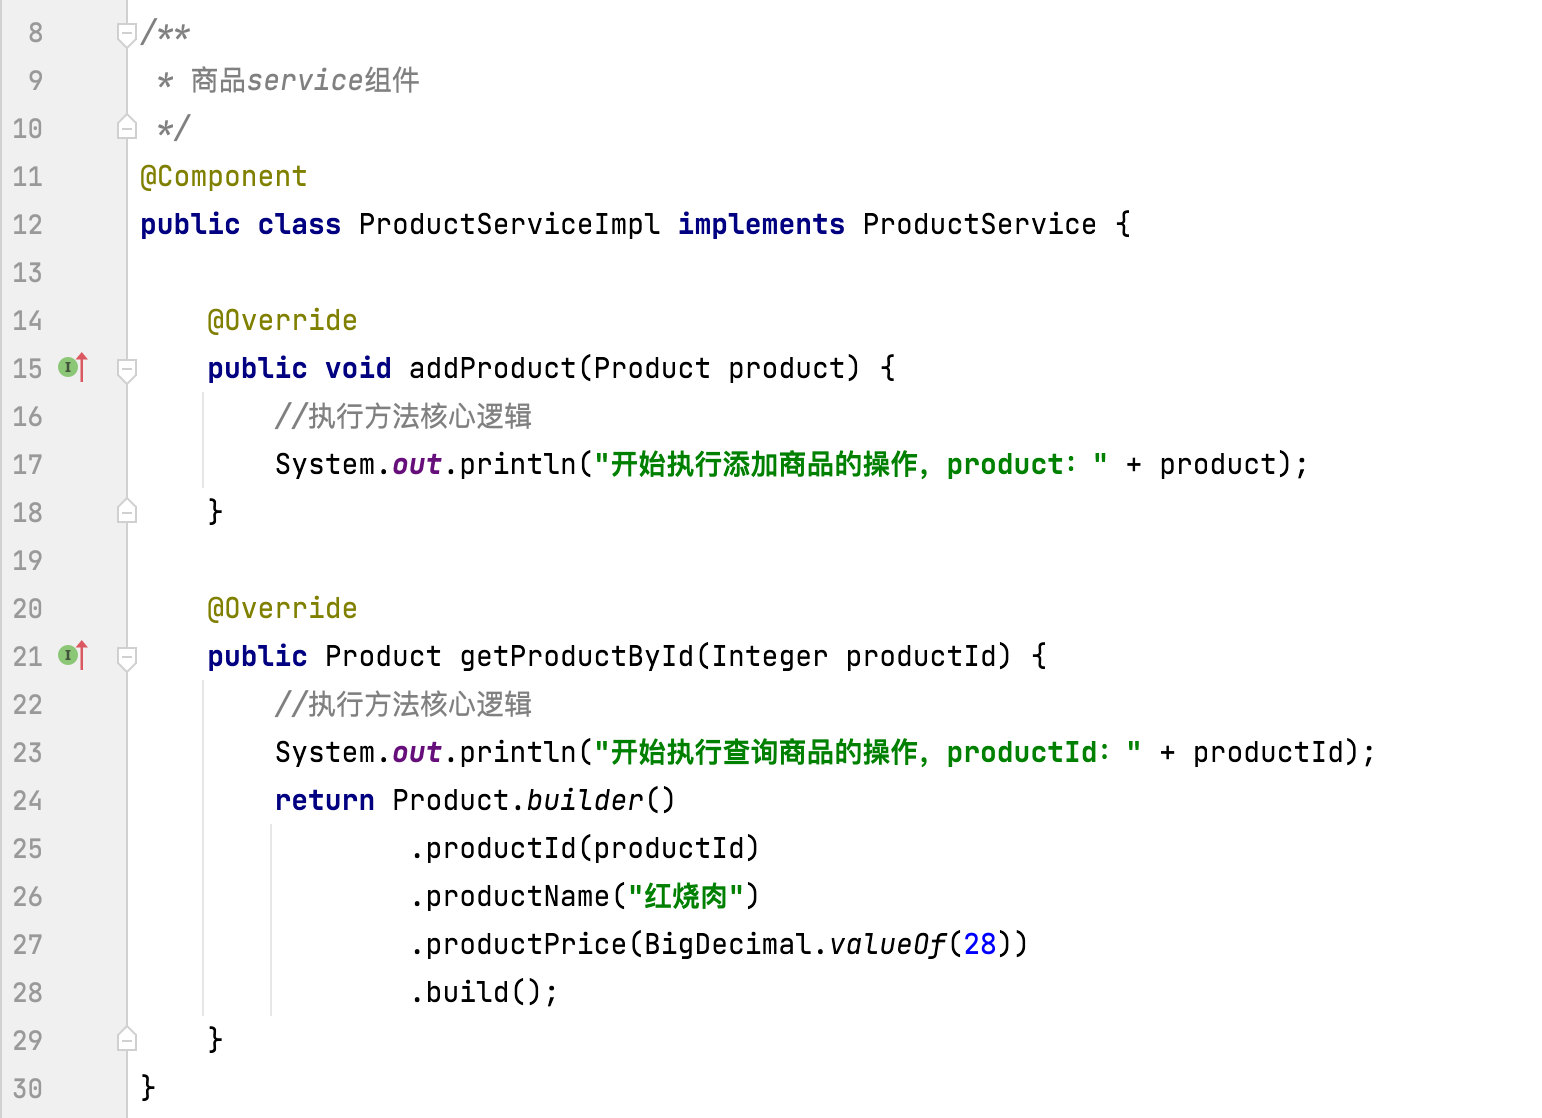 8 /**
9  * 商品service组件
10  */
11 @Component
12 public class ProductServiceImpl implements ProductService {
13
14     @Override
15     public void addProduct(Product product) {
16         //执行方法核心逻辑
17         System.out.println("开始执行添加商品的操作，product：" + product);
18     }
19
20     @Override
21     public Product getProductById(Integer productId) {
22         //执行方法核心逻辑
23         System.out.println("开始执行查询商品的操作，productId：" + productId);
24         return Product.builder()
25                 .productId(productId)
26                 .productName("红烧肉")
27                 .productPrice(BigDecimal.valueOf(28))
28                 .build();
29     }
30 }